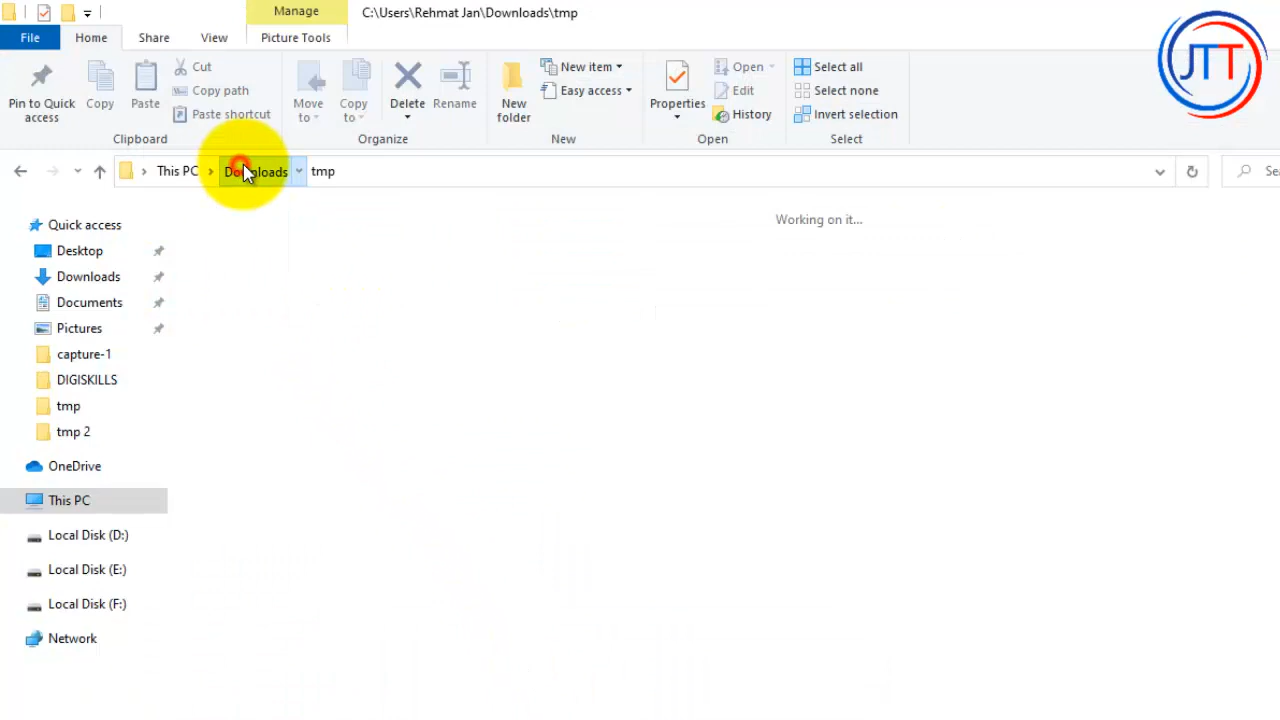 Manage
C:\Users\Rehmat Jan\Downloads\tmp
File
Home
Share
View
Picture Tools
Pin to Quick access
Copy
Paste
Cut
Copy path
Paste shortcut
Clipboard
Move to
Copy to
Delete
Rename
Organize
New folder
New item
Easy access
New
Properties
Open
Edit
History
Open
Select all
Select none
Invert selection
Select
JTT
This PC
Downloads
tmp
Working on it...
Quick access
Desktop
Downloads
Documents
Pictures
capture-1
DIGISKILLS
tmp
tmp 2
OneDrive
This PC
Local Disk (D:)
Local Disk (E:)
Local Disk (F:)
Network